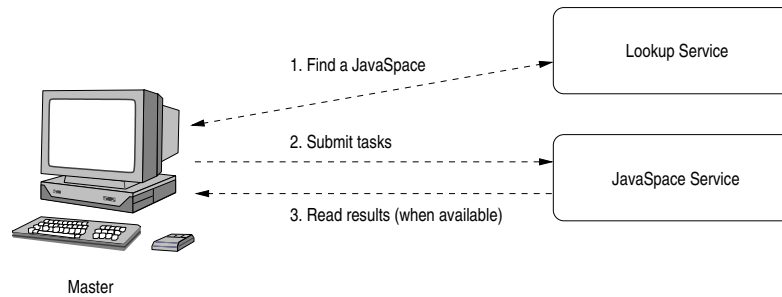 1. Find a JavaSpace
Lookup Service
2. Submit tasks
JavaSpace Service
3. Read results (when available)
Master